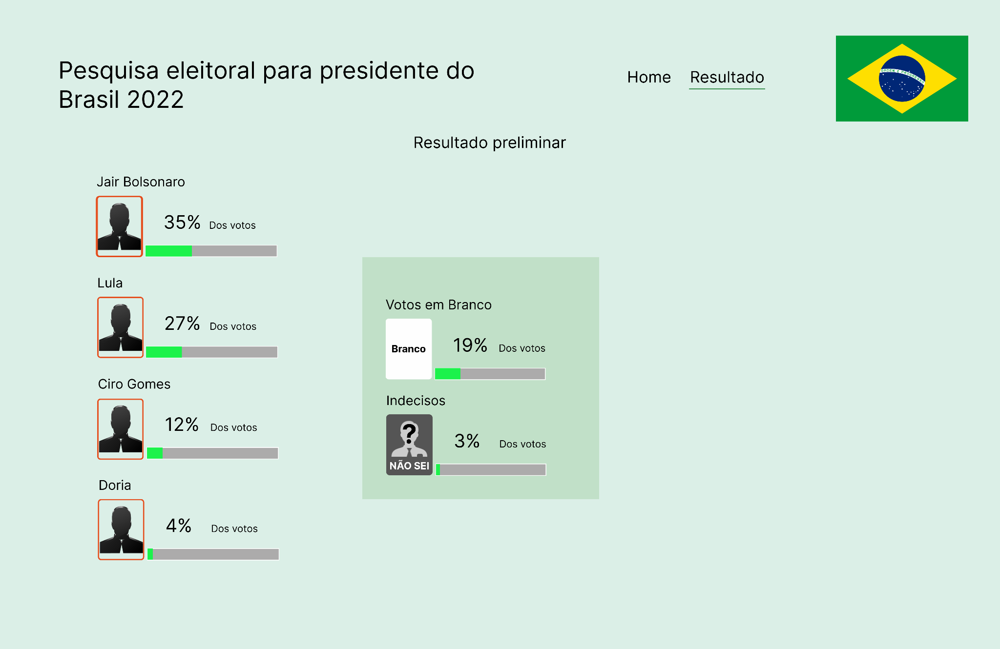 Pesquisa eleitoral para presidente do
Brasil 2022
Home
Resultado
ORDEM E PROGRESSO
Resultado preliminar
Jair Bolsonaro
35% Dos votos
Lula
27% Dos votos
Ciro Gomes
12% Dos votos
Doria
4% Dos votos
Votos em Branco
Branco
19% Dos votos
Indecisos
?
NÃO SEI
3% Dos votos